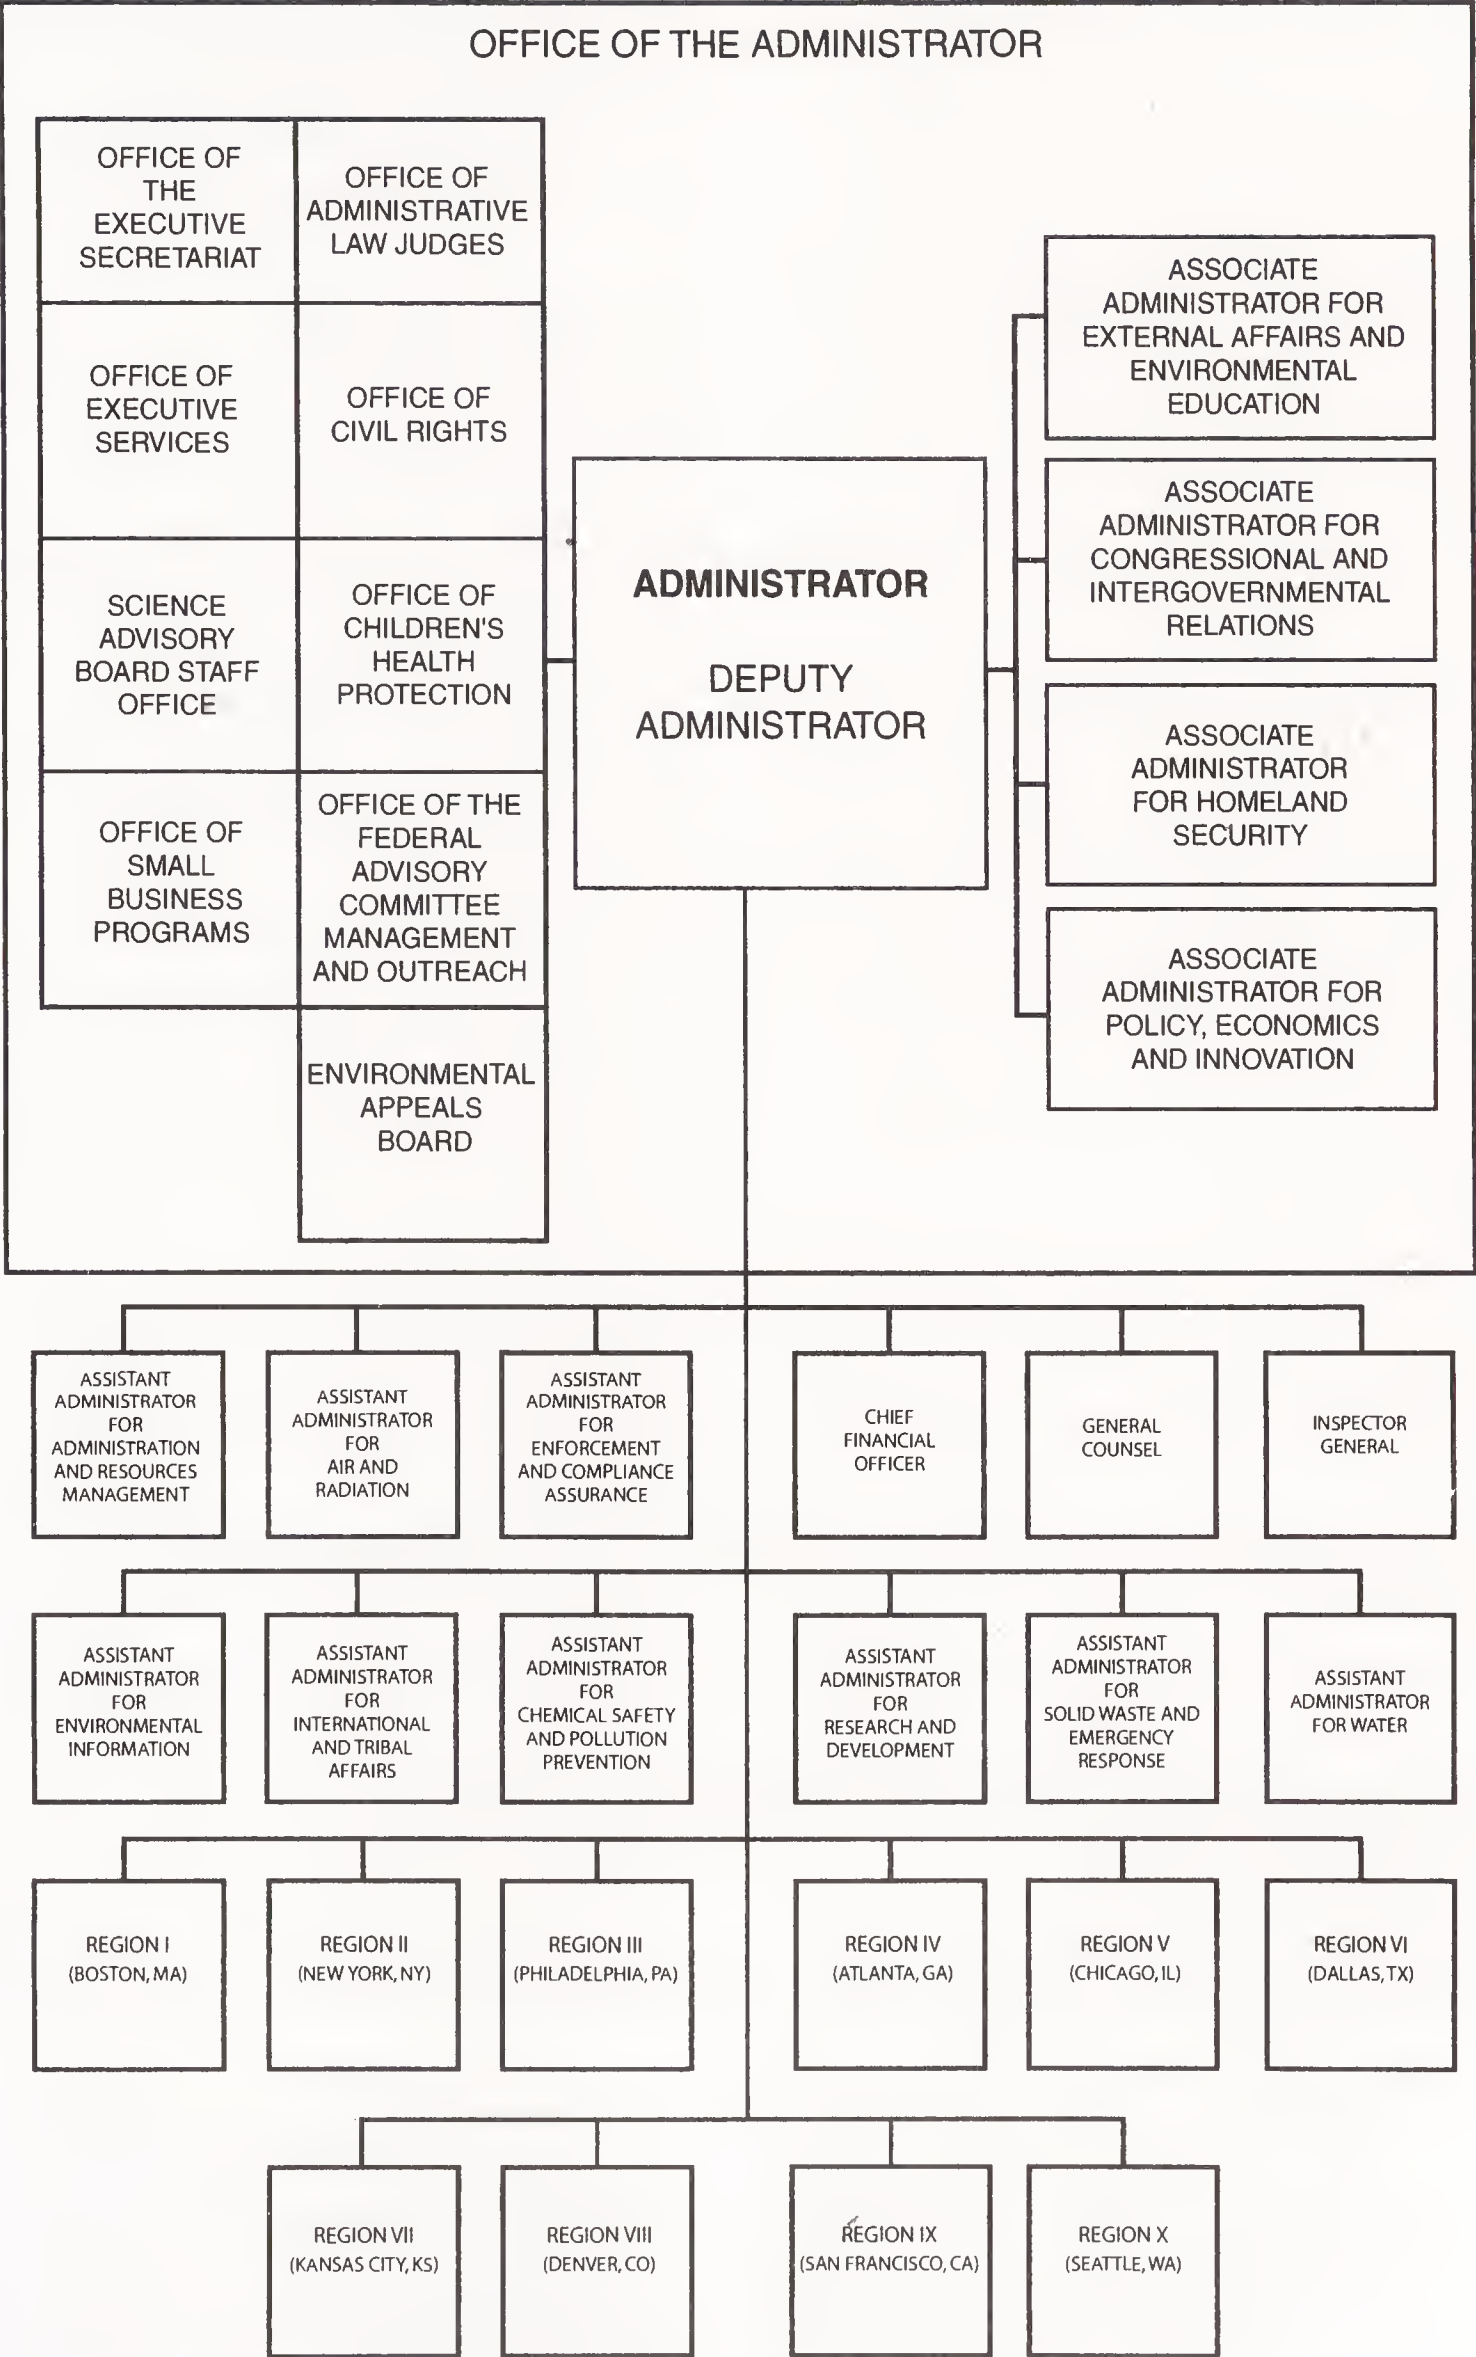 OFFICE OF THE ADMINISTRATOR
OFFICE OF
THE
EXECUTIVE
SECRETARIAT
OFFICE OF
ADMINISTRATIVE
LAW JUDGES
OFFICE OF
EXECUTIVE
SERVICES
OFFICE OF
CIVIL RIGHTS
SCIENCE
ADVISORY
BOARD STAFF
OFFICE
OFFICE OF
CHILDREN'S
HEALTH
PROTECTION
OFFICE OF
SMALL
BUSINESS
PROGRAMS
OFFICE OF THE
FEDERAL
ADVISORY
COMMITTEE
MANAGEMENT
AND OUTREACH
ENVIRONMENTAL
APPEALS
BOARD
ADMINISTRATOR
DEPUTY
ADMINISTRATOR
ASSOCIATE
ADMINISTRATOR FOR
EXTERNAL AFFAIRS AND
ENVIRONMENTAL
EDUCATION
ASSOCIATE
ADMINISTRATOR FOR
CONGRESSIONAL AND
INTERGOVERNMENTAL
RELATIONS
ASSOCIATE
ADMINISTRATOR
FOR HOMELAND
SECURITY
ASSOCIATE
ADMINISTRATOR FOR
POLICY, ECONOMICS
AND INNOVATION
ASSISTANT
ADMINISTRATOR
FOR
ADMINISTRATION
AND RESOURCES
MANAGEMENT
ASSISTANT
ADMINISTRATOR
FOR
AIR AND
RADIATION
ASSISTANT
ADMINISTRATOR
FOR
ENFORCEMENT
AND COMPLIANCE
ASSURANCE
CHIEF
FINANCIAL
OFFICER
GENERAL
COUNSEL
INSPECTOR
GENERAL
ASSISTANT
ADMINISTRATOR
FOR
ENVIRONMENTAL
INFORMATION
ASSISTANT
ADMINISTRATOR
FOR
INTERNATIONAL
AND TRIBAL
AFFAIRS
ASSISTANT
ADMINISTRATOR
FOR
CHEMICAL SAFETY
AND POLLUTION
PREVENTION
ASSISTANT
ADMINISTRATOR
FOR
RESEARCH AND
DEVELOPMENT
ASSISTANT
ADMINISTRATOR
FOR
SOLID WASTE AND
EMERGENCY
RESPONSE
ASSISTANT
ADMINISTRATOR
FOR WATER
REGION I
(BOSTON, MA)
REGION II
(NEW YORK, NY)
REGION III
(PHILADELPHIA, PA)
REGION IV
(ATLANTA, GA)
REGION V
(CHICAGO, IL)
REGION VI
(DALLAS, TX)
REGION VII
(KANSAS CITY, KS)
REGION VIII
(DENVER, CO)
REGION IX
(SAN FRANCISCO, CA)
REGION X
(SEATTLE, WA)